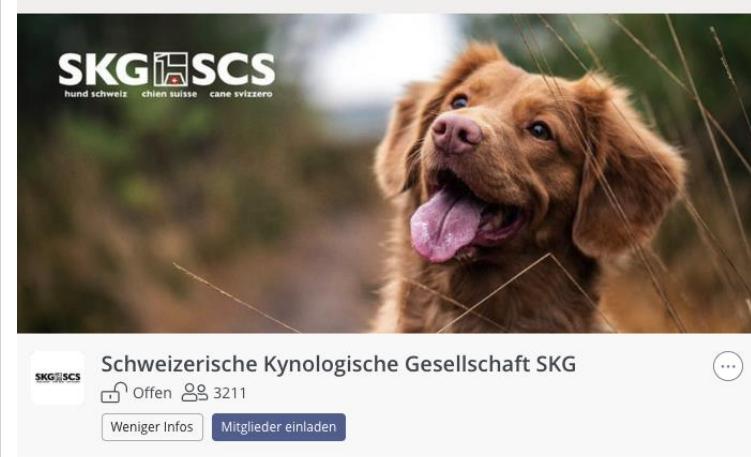 SKG SCS
hund schweiz chien suisse cane svizzero
SKG SCS
Schweizerische Kynologische Gesellschaft SKG
Offen 3211
Weniger Infos Mitglieder einladen